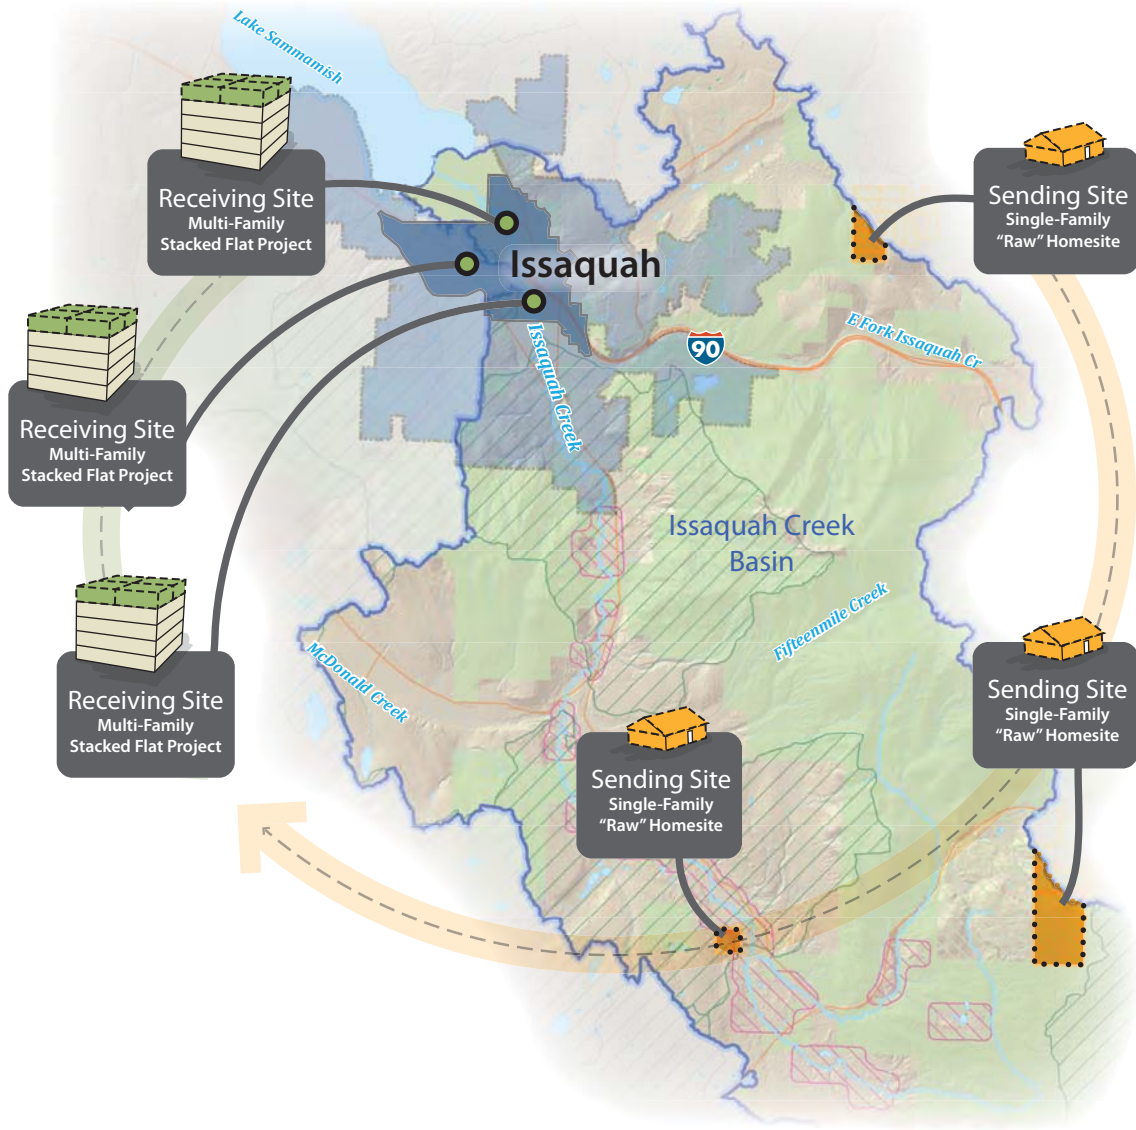 Lake Sammamish
Receiving Site
Multi-Family
Stacked Flat Project
Sending Site
Single-Family
“Raw” Homesite
Issaquah
90
E Fork Issaquah Cr
Issaquah Creek
Receiving Site
Multi-Family
Stacked Flat Project
Issaquah Creek
Basin
Fifteenmile Creek
McDonald Creek
Receiving Site
Multi-Family
Stacked Flat Project
Sending Site
Single-Family
“Raw” Homesite
Sending Site
Single-Family
“Raw” Homesite